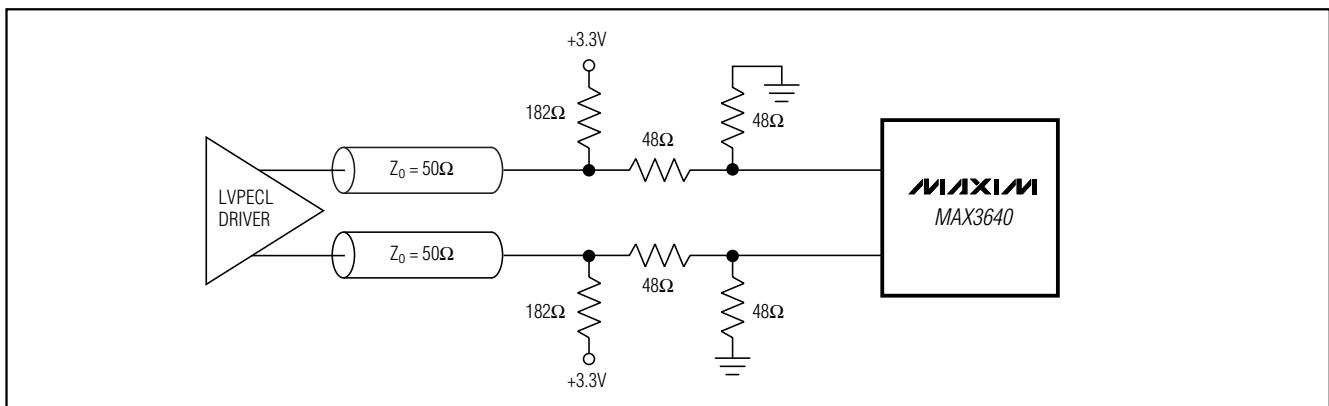 +3.3V
182Ω
48Ω
48Ω
Z0 = 50Ω
LVPECL
DRIVER
MAXIM
MAX3640
Z0 = 50Ω
48Ω
182Ω
48Ω
+3.3V